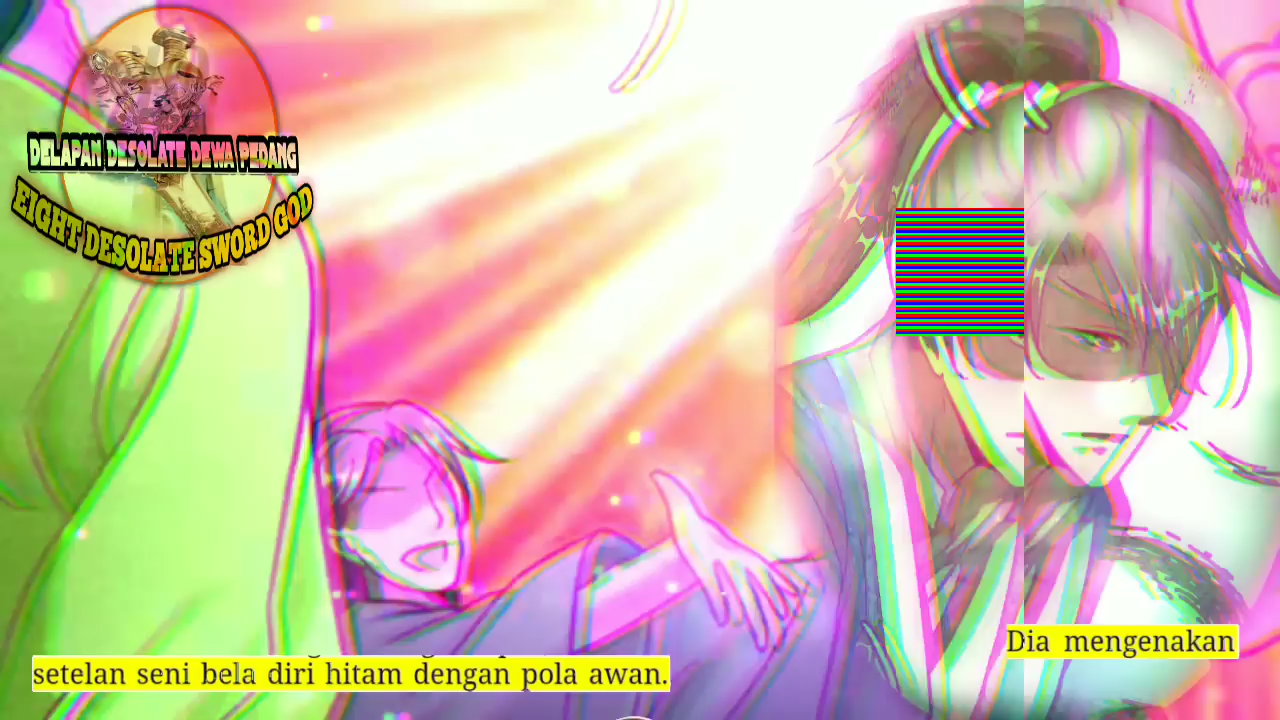 DELAPAN DESOLATE DEWA PEDANG
EIGHT DESOLATE SWORD GOD
Dia mengenakan
setelan seni bela diri hitam dengan pola awan.